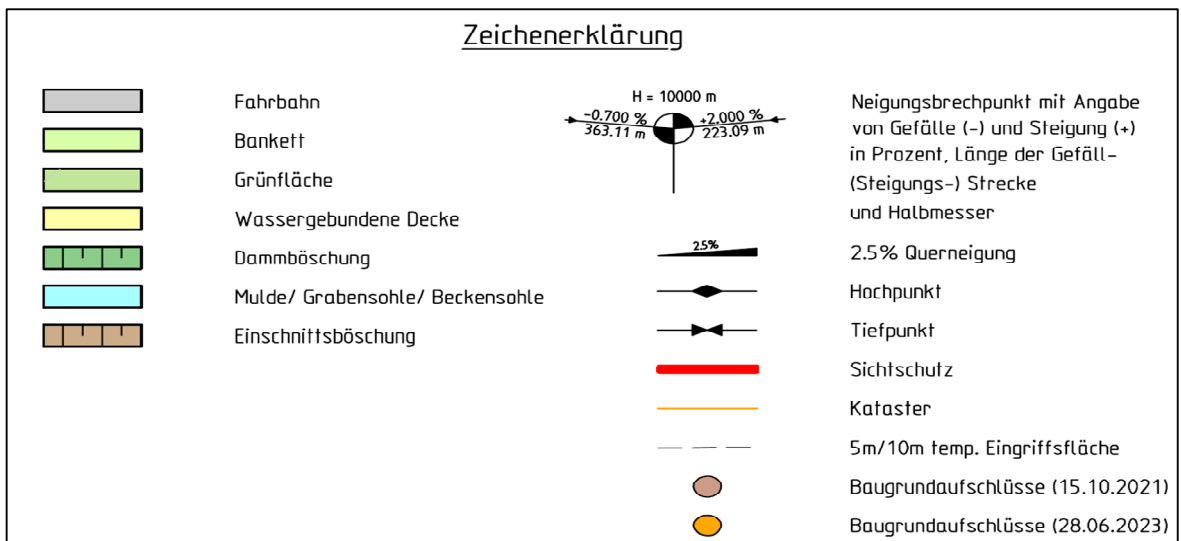 Zeichenerklärung
Fahrbahn
Bankett
Grünfläche
Wassergebundene Decke
Dammböschung
Mulde/ Grabensohle/ Beckensohle
Einschnittsböschung
H = 10000 m
-0.700 % +2.000 %
363.11 m 223.09 m
Neigungsbrechpunkt mit Angabe
von Gefälle (-) und Steigung (+)
in Prozent, Länge der Gefäll-
(Steigungs-) Strecke
und Halbmesser
2.5%
2.5% Querneigung
Hochpunkt
Tiefpunkt
Sichtschutz
Kataster
5m/10m temp. Eingriffsfläche
Baugrundaufschlüsse (15.10.2021)
Baugrundaufschlüsse (28.06.2023)